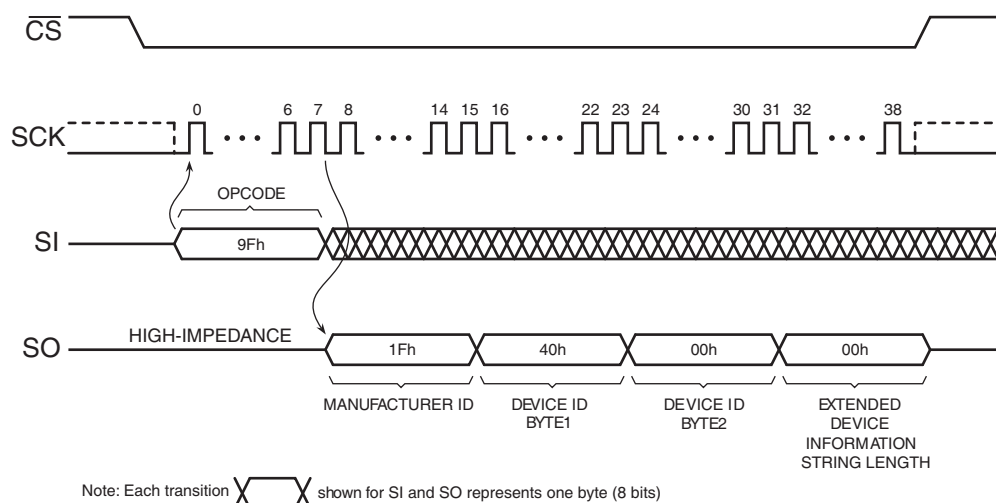 CS
SCK
0 6 7 8 14 15 16 22 23 24 30 31 32 38
OPCODE
SI
9Fh
HIGH-IMPEDANCE
SO
1Fh 40h 00h 00h
MANUFACTURER ID
DEVICE ID
BYTE1
DEVICE ID
BYTE2
EXTENDED
DEVICE
INFORMATION
STRING LENGTH
Note: Each transition shown for SI and SO represents one byte (8 bits)